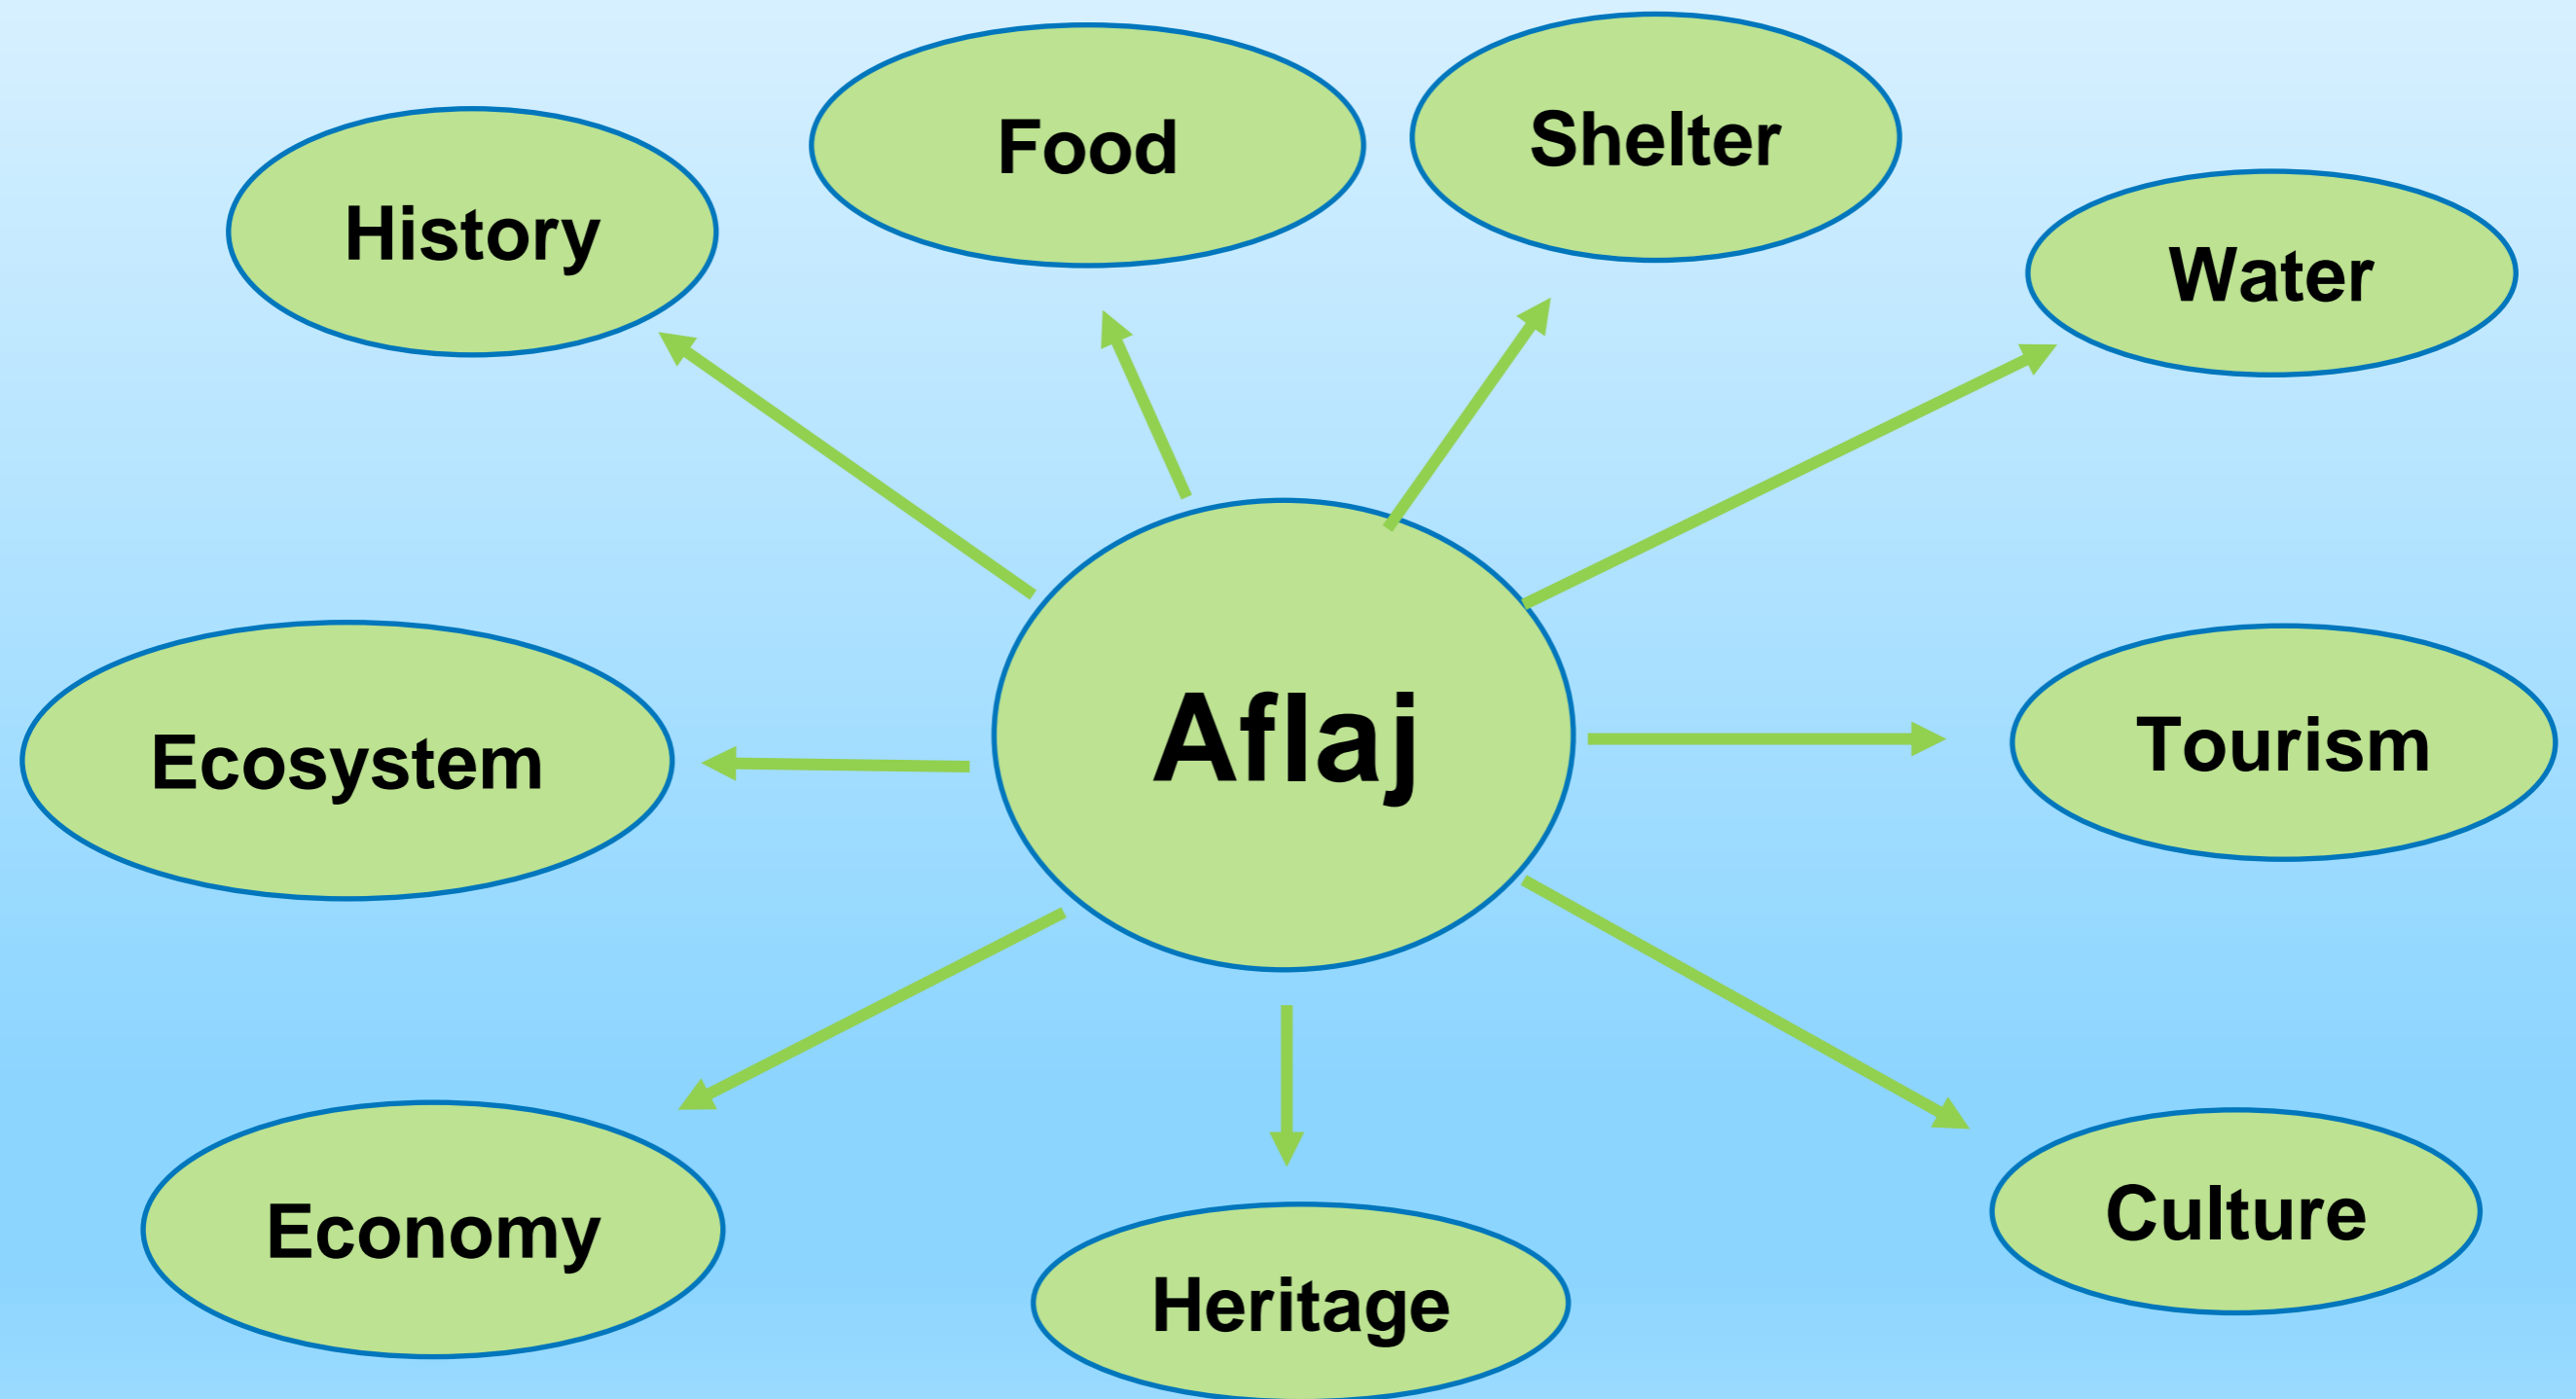 Food
Shelter
History
Water
Aflaj
Ecosystem
Tourism
Economy
Culture
Heritage